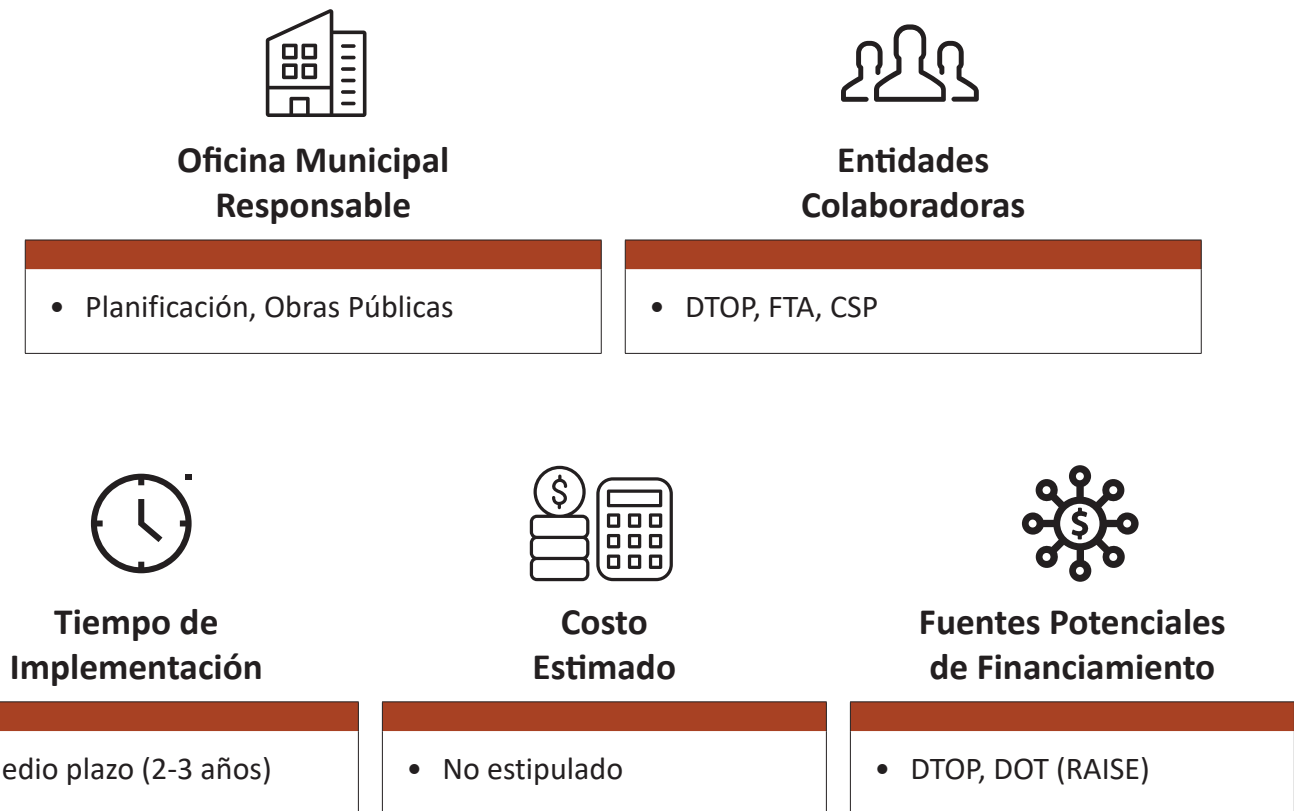 Oficina Municipal
Responsable
Entidades
Colaboradoras
• Planificación, Obras Públicas
• DTOP, FTA, CSP
Tiempo de
Implementación
Costo
Estimado
Fuentes Potenciales
de Financiamiento
edio plazo (2-3 años)
• No estipulado
• DTOP, DOT (RAISE)